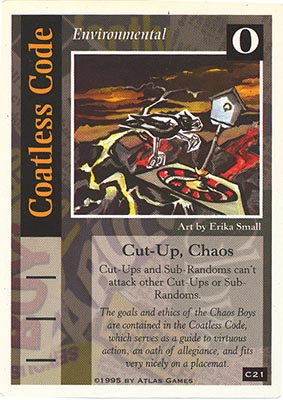 Coatless Code
Environmental
O
Art by Erika Small
Cut-Up, Chaos
Cut-Ups and Sub-Randoms can't
attack other Cut-Ups or Sub-
Randoms.
The goals and ethics of the Chaos Boys
are contained in the Coatless Code,
which serves as a guide to virtuous
action, an oath of allegiance, and fits
very nicely on a placemat.
©1995 by Atlas Games
C21